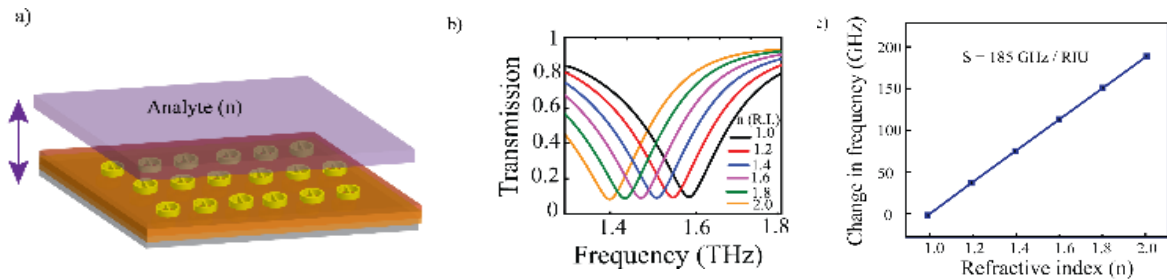 a)
Analyte (n)
b)
Transmission
1
0.8
0.6
0.4
0.2
0
1.4
1.6
1.8
Frequency (THz)
n (R.I.)
1.0
1.2
1.4
1.6
1.8
2.0
c)
Change in frequency (GHz)
200
150
100
50
0
S = 185 GHz / RIU
1.0
1.2
1.4
1.6
1.8
2.0
Refractive index (n)